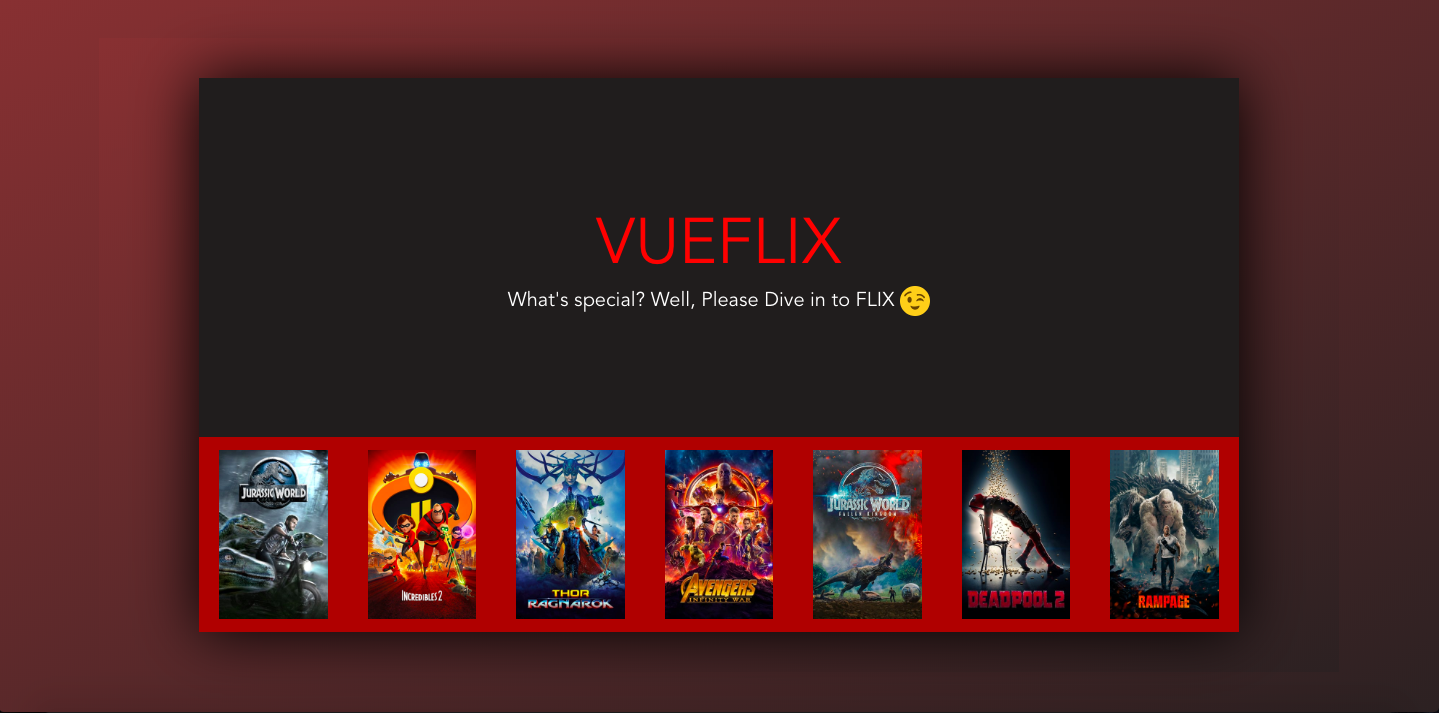 VUEFLIX
What's special? Well, Please Dive in to FLIX 😉
JURASSIC WORLD
INCREDIBLES 2
THOR
RAGNAROK
AVENGERS
INFINITY WAR
JURASSIC WORLD
FALLEN KINGDOM
DEADPOOL 2
RAMPAGE